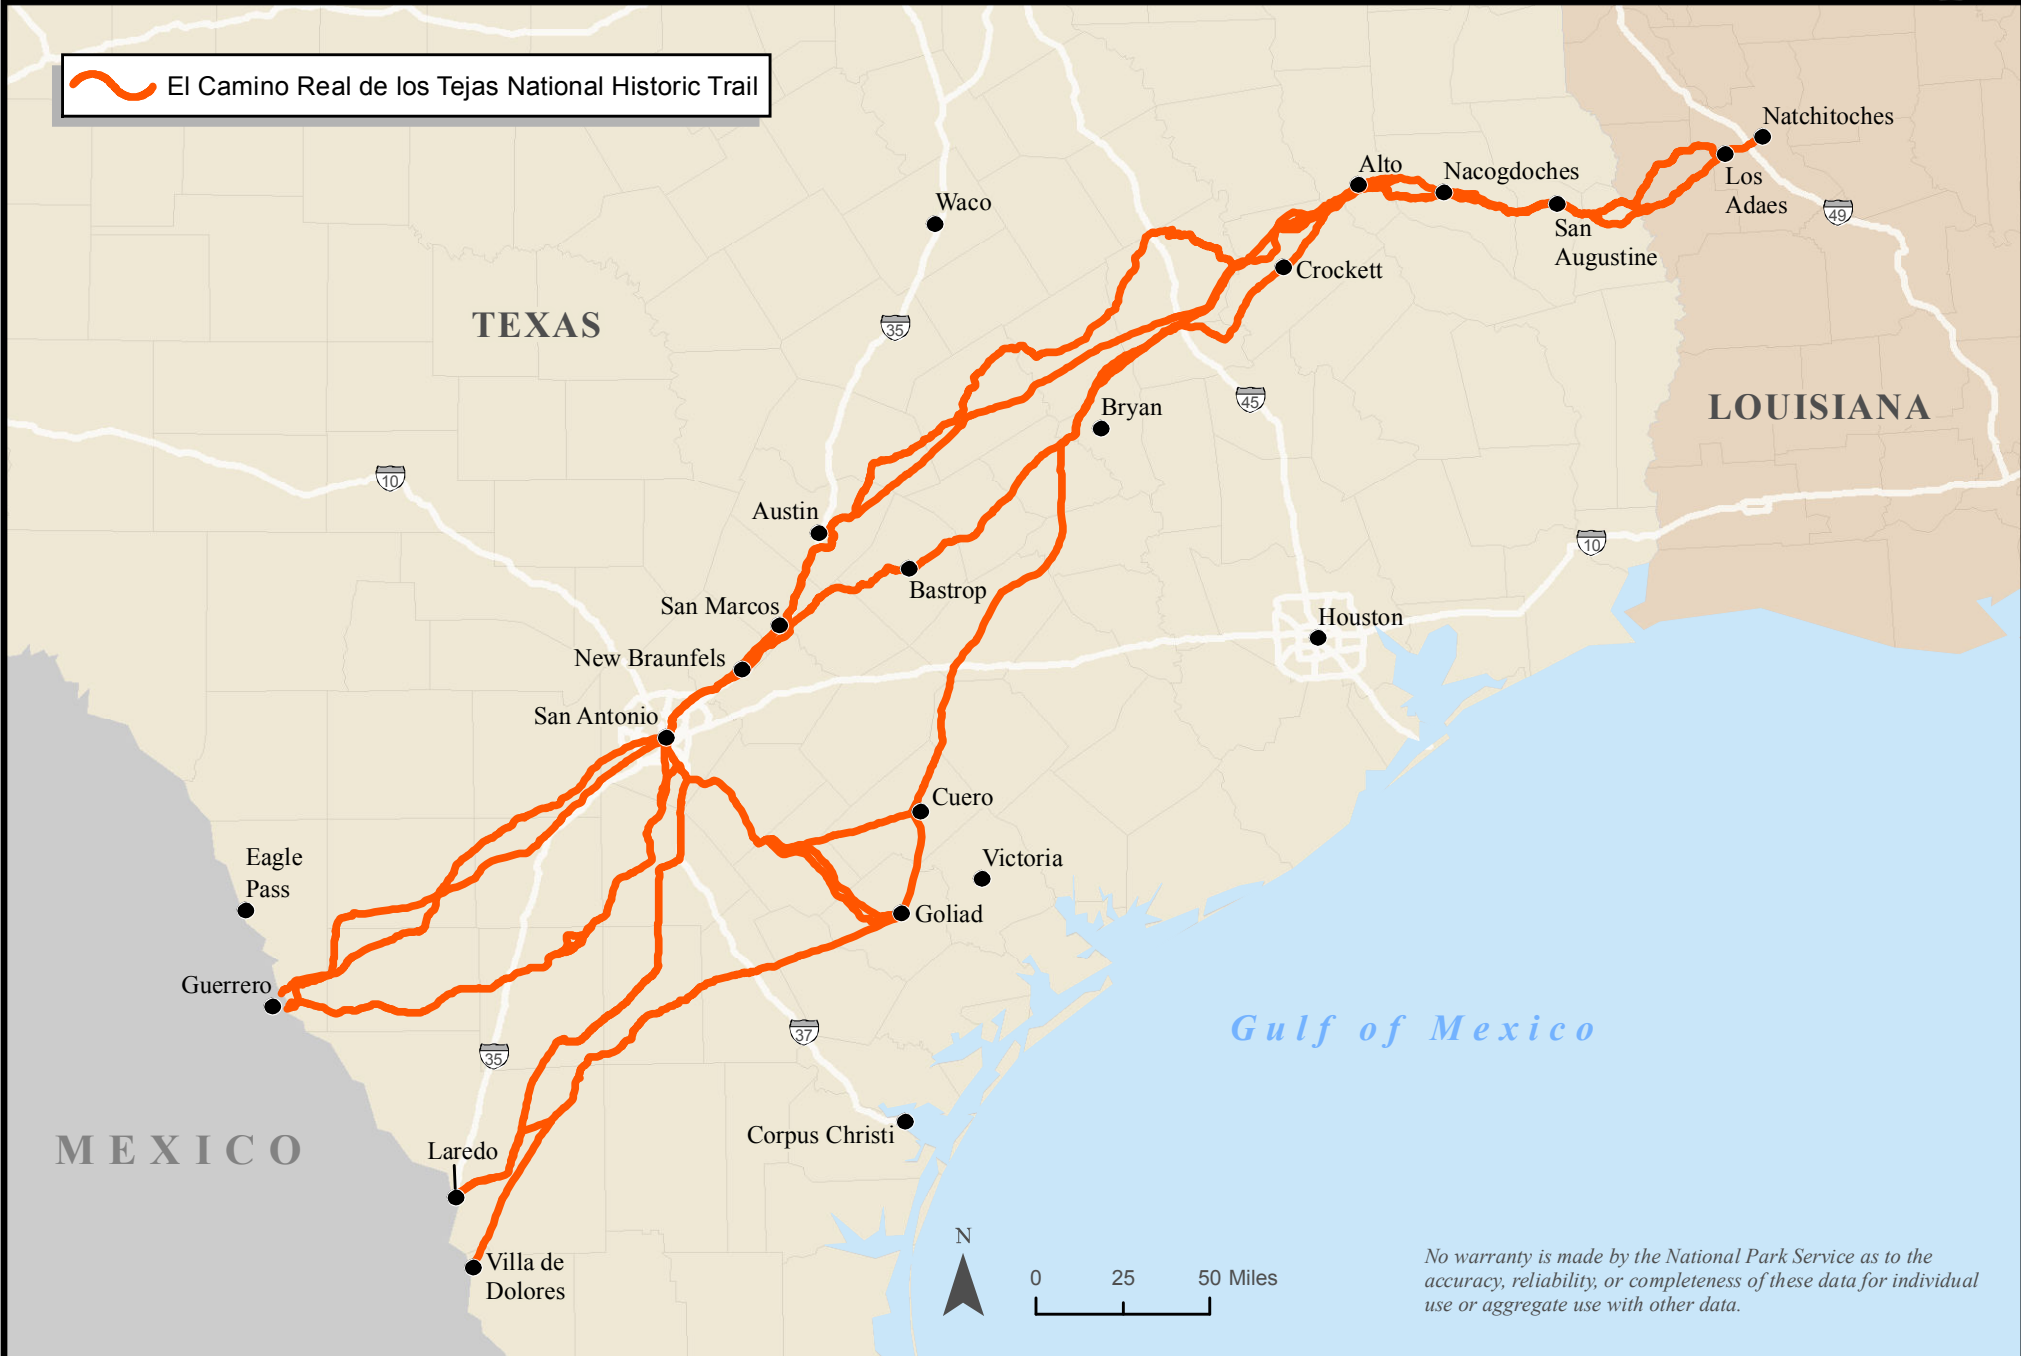 El Camino Real de los Tejas National Historic Trail
Natchitoches
Alto
Nacogdoches
Los
Adaes
Waco
49
San
Augustine
Crockett
TEXAS
35
45
Bryan
LOUISIANA
10
Austin
10
Bastrop
San Marcos
Houston
New Braunfels
San Antonio
Cuero
Eagle
Pass
Victoria
Goliad
Guerrero
Gulf of Mexico
37
35
Corpus Christi
MEXICO
Laredo
N
Villa de
Dolores
0 25 50 Miles
No warranty is made by the National Park Service as to the
accuracy, reliability, or completeness of these data for individual
use or aggregate use with other data.